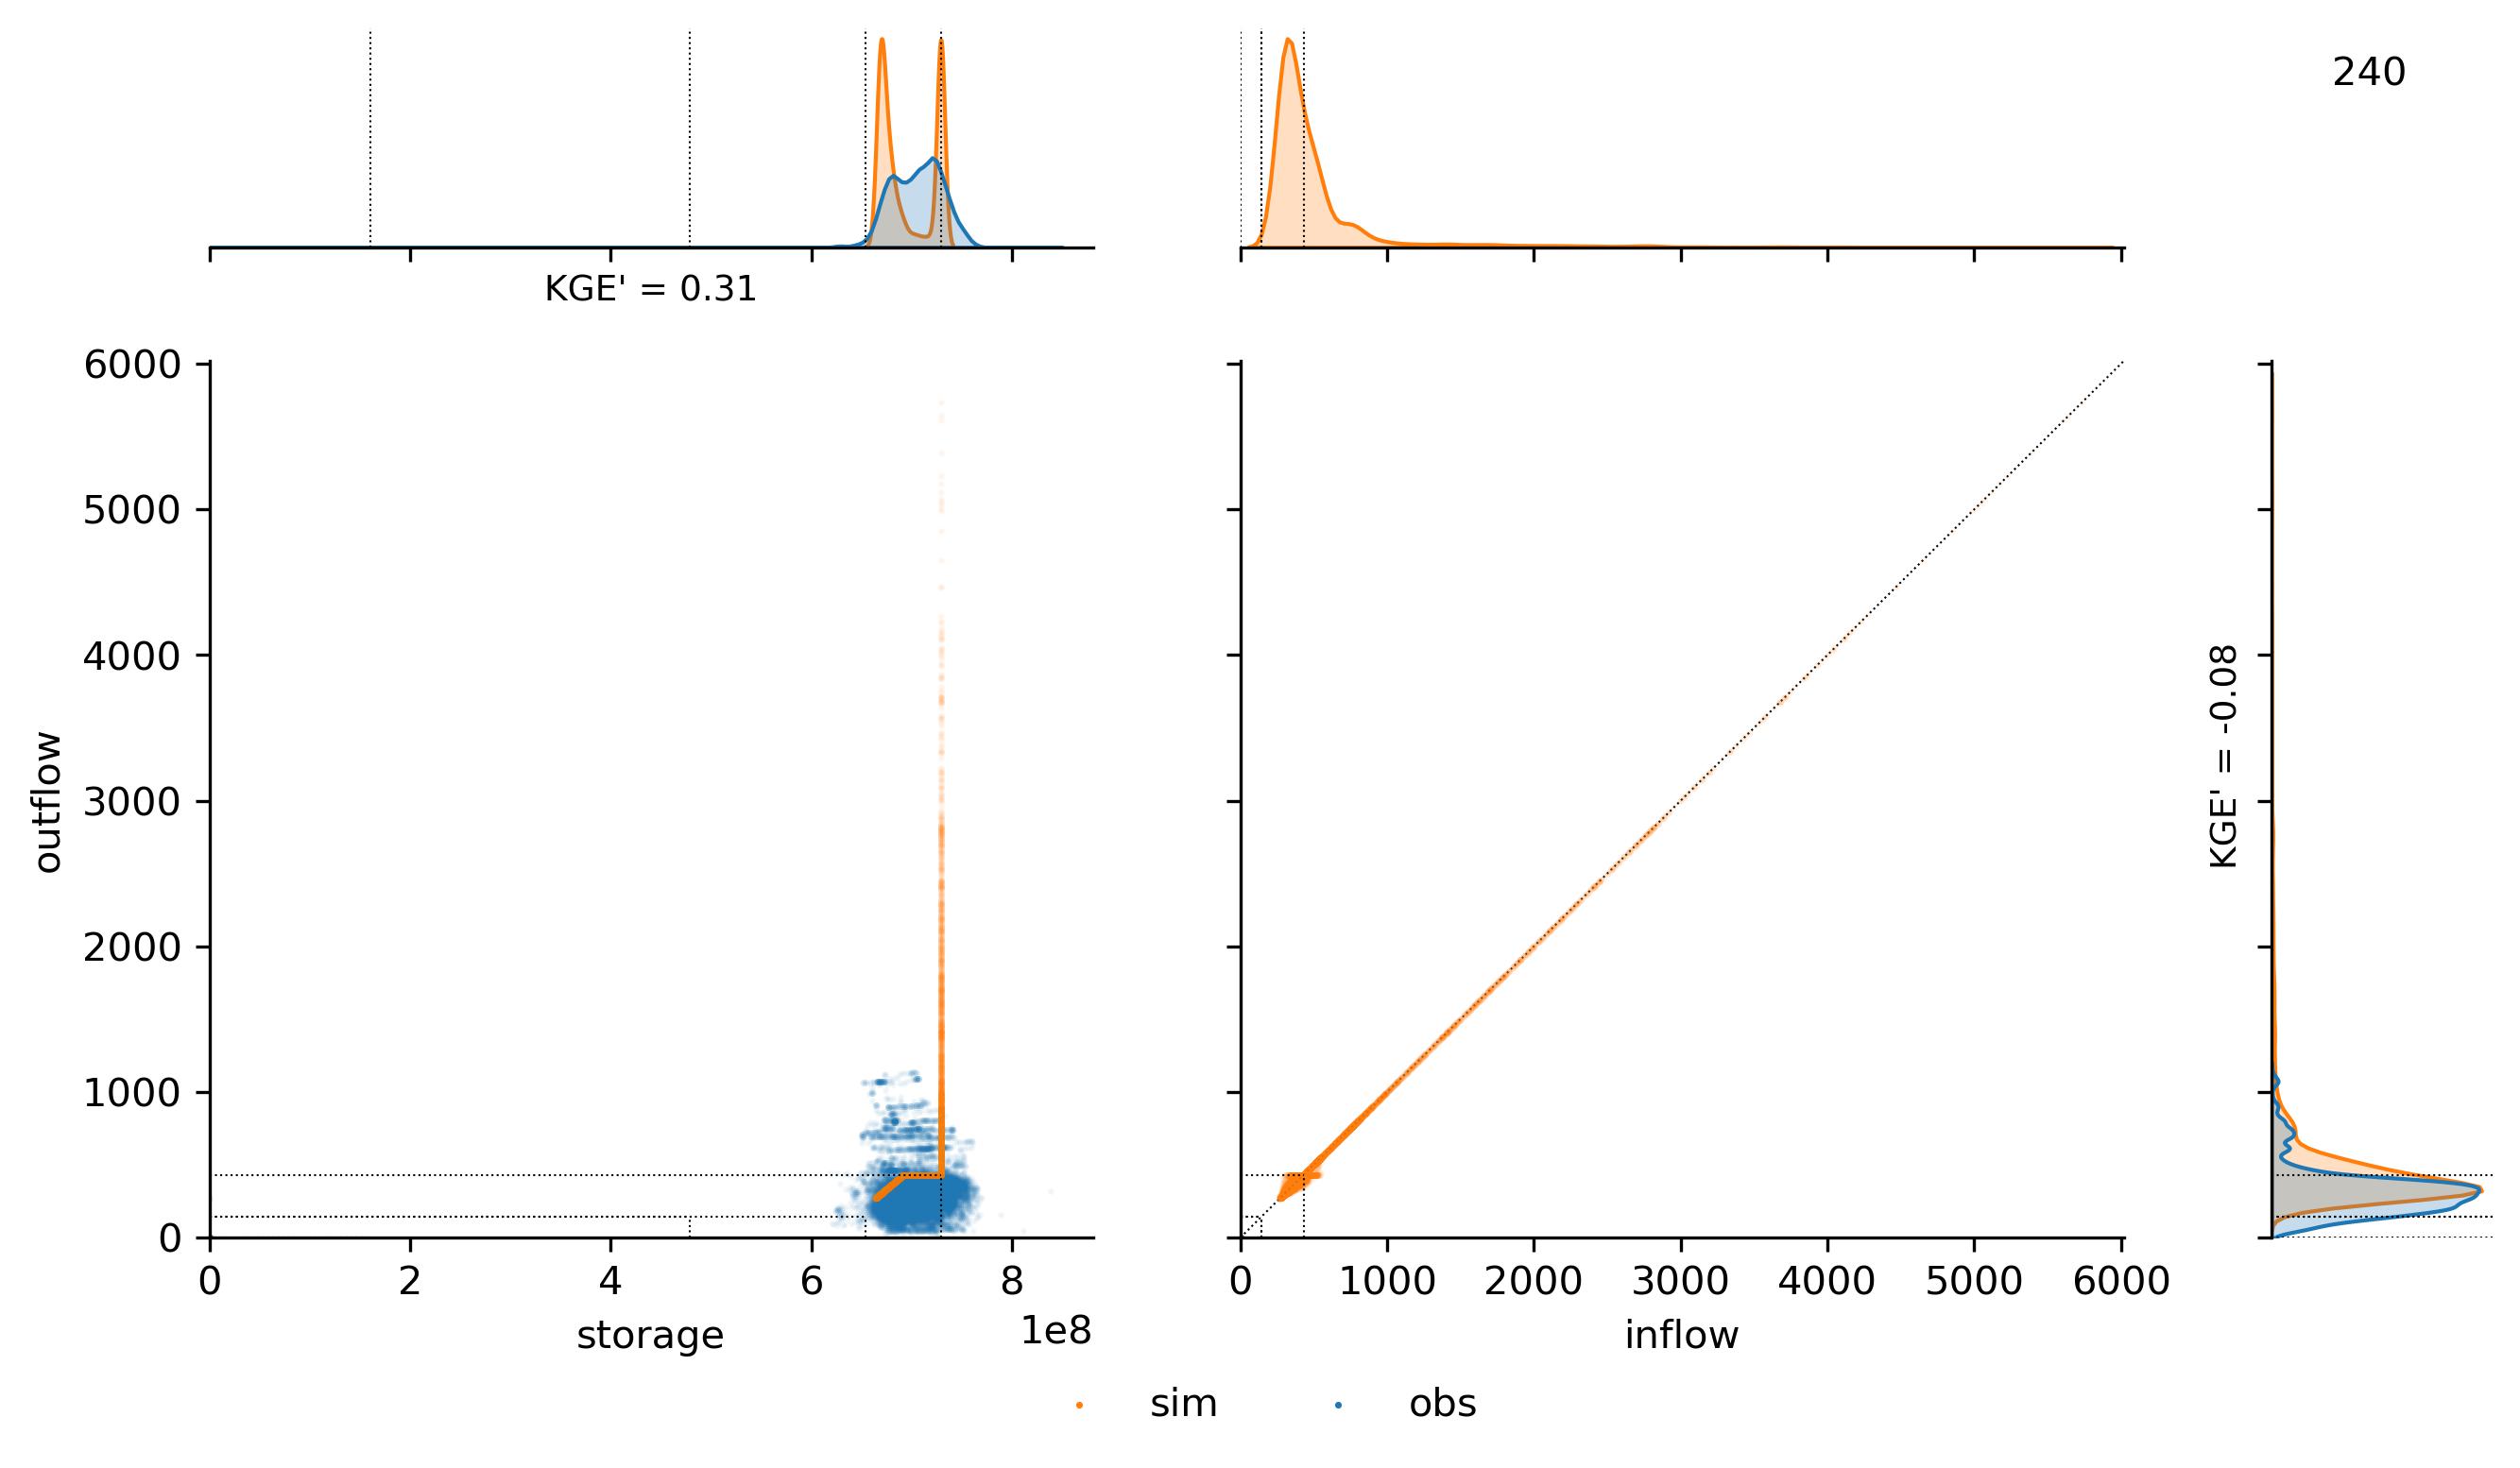 240
KGE' = 0.31
6000
5000
4000
3000
2000
1000
0
outflow
KGE' = -0.08
0 2 4 6 8
1e8
storage
0 1000 2000 3000 4000 5000 6000
inflow
sim obs